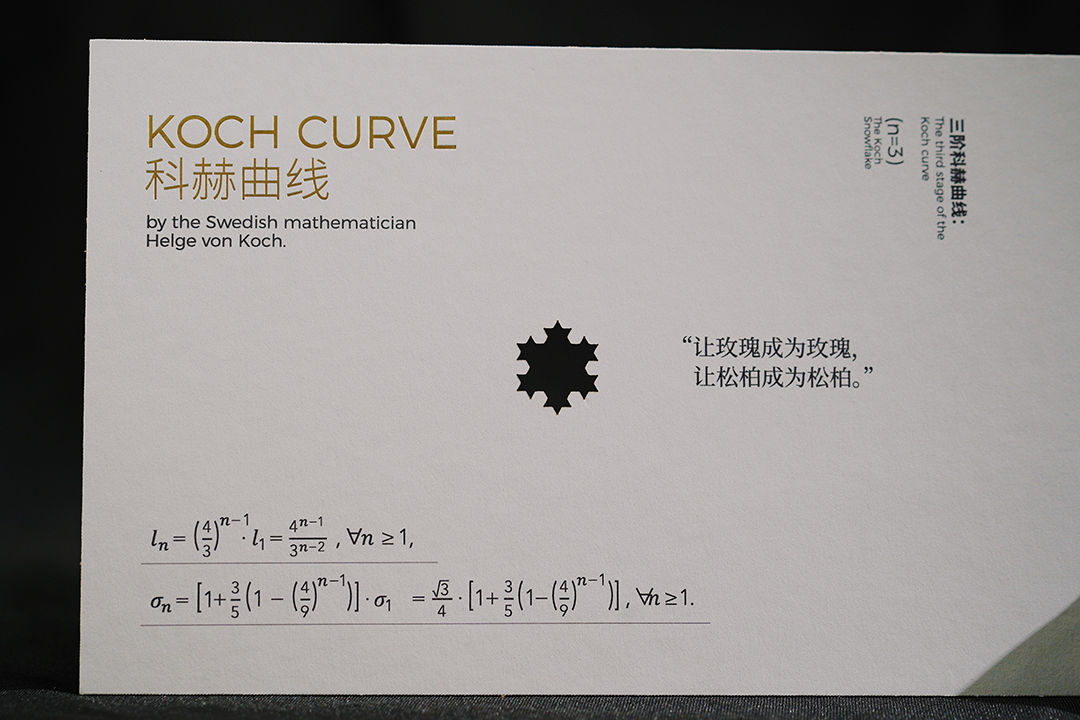 KOCH CURVE
科赫曲线
by the Swedish mathematician
Helge von Koch.
三阶科赫曲线：
The third stage of the
Koch curve
(n=3)
The Koch
Snowflake
“让玫瑰成为玫瑰，
让松柏成为松柏。”
lₙ = (4/3)ⁿ⁻¹ · l₁ = 4ⁿ⁻¹/3ⁿ⁻² , ∀n ≥ 1,
σₙ = [1+3/5(1 − (4/9)ⁿ⁻¹)] · σ₁ = √3/4 · [1+3/5(1−(4/9)ⁿ⁻¹)] , ∀n ≥ 1.